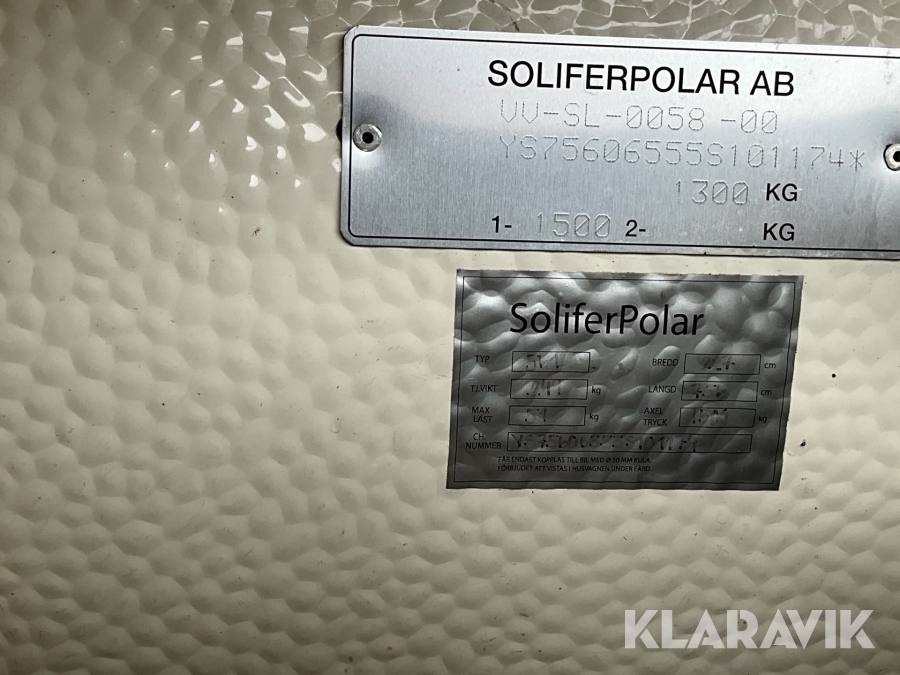 SOLIFERPOLAR AB
VV-SL-0058 -00
YS75606555S101174*
1300 KG
1- 1500 2- KG
SoliferPolar
TYP BREDD cm
TJ.VIKT kg LÄNGD cm
MAX LAST kg AXEL TRYCK kg
CH. NUMMER
FÅR ENDAST KOPPLAS TILL BIL MED Ø 50 MM KULA.
FÖRBJUDET ATT VISTAS I HUSVAGNEN UNDER FÄRD.
KLARAVIK